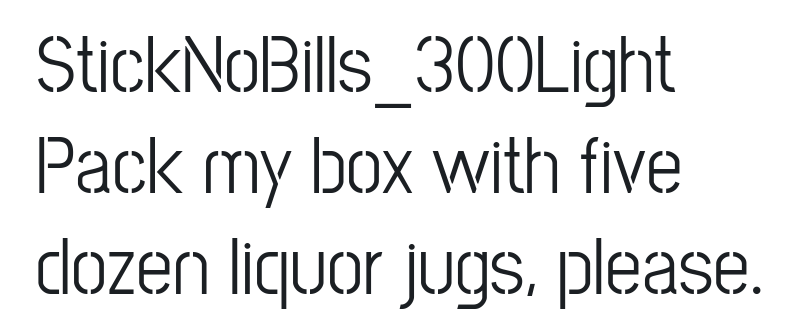 StickNoBills_300Light
Pack my box with five
dozen liquor jugs, please.